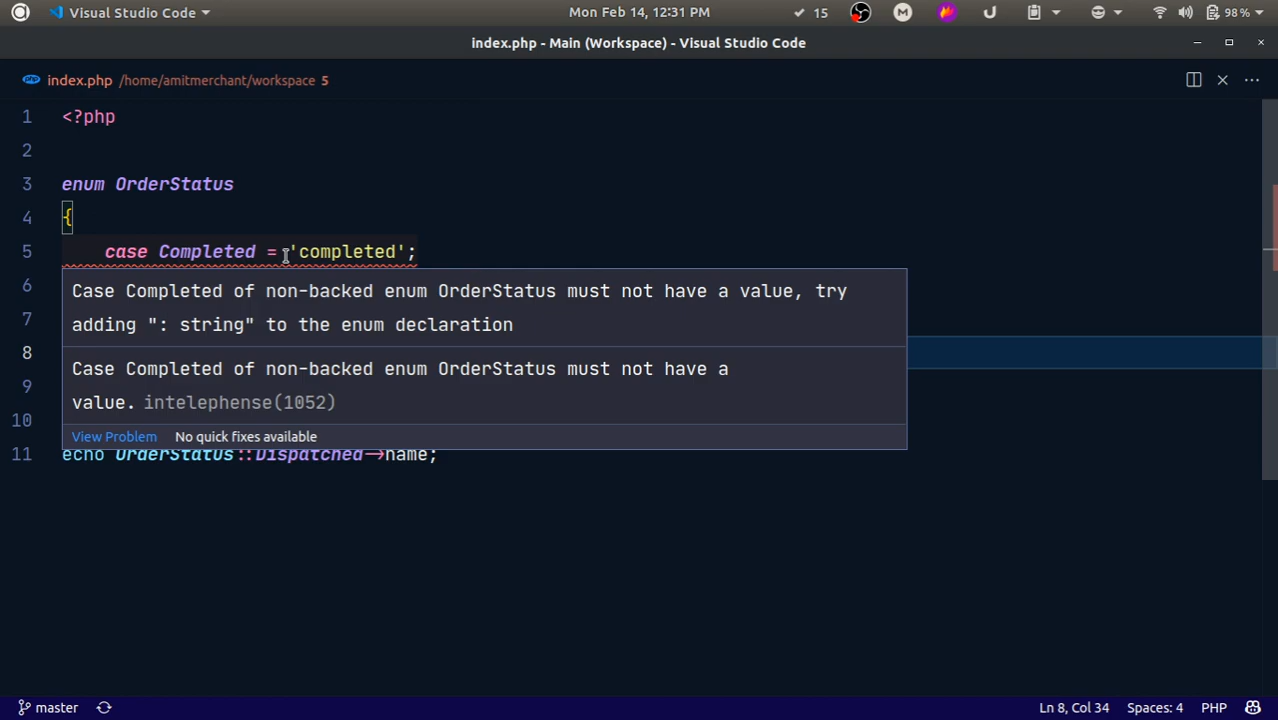 Visual Studio Code Mon Feb 14, 12:31 PM 15 M 98%
index.php - Main (Workspace) - Visual Studio Code
php index.php /home/amitmerchant/workspace 5
1 <?php
2
3 enum OrderStatus
4 {
5 case Completed = 'completed';
6
Case Completed of non-backed enum OrderStatus must not have a value, try
7
adding ": string" to the enum declaration
8
Case Completed of non-backed enum OrderStatus must not have a
9
value. intelephense(1052)
10
View Problem No quick fixes available
11 echo OrderStatus::Dispatched->name;
master Ln 8, Col 34 Spaces: 4 PHP